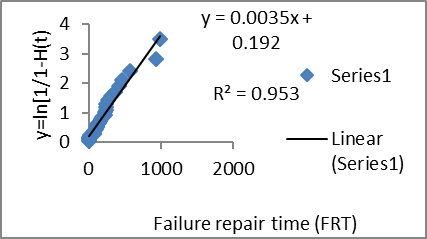 y = 0.0035x +
0.192
R² = 0.953
y=ln[1/1-H(t)
4
3
2
1
0
0
1000
2000
Failure repair time (FRT)
Series1
Linear
(Series1)